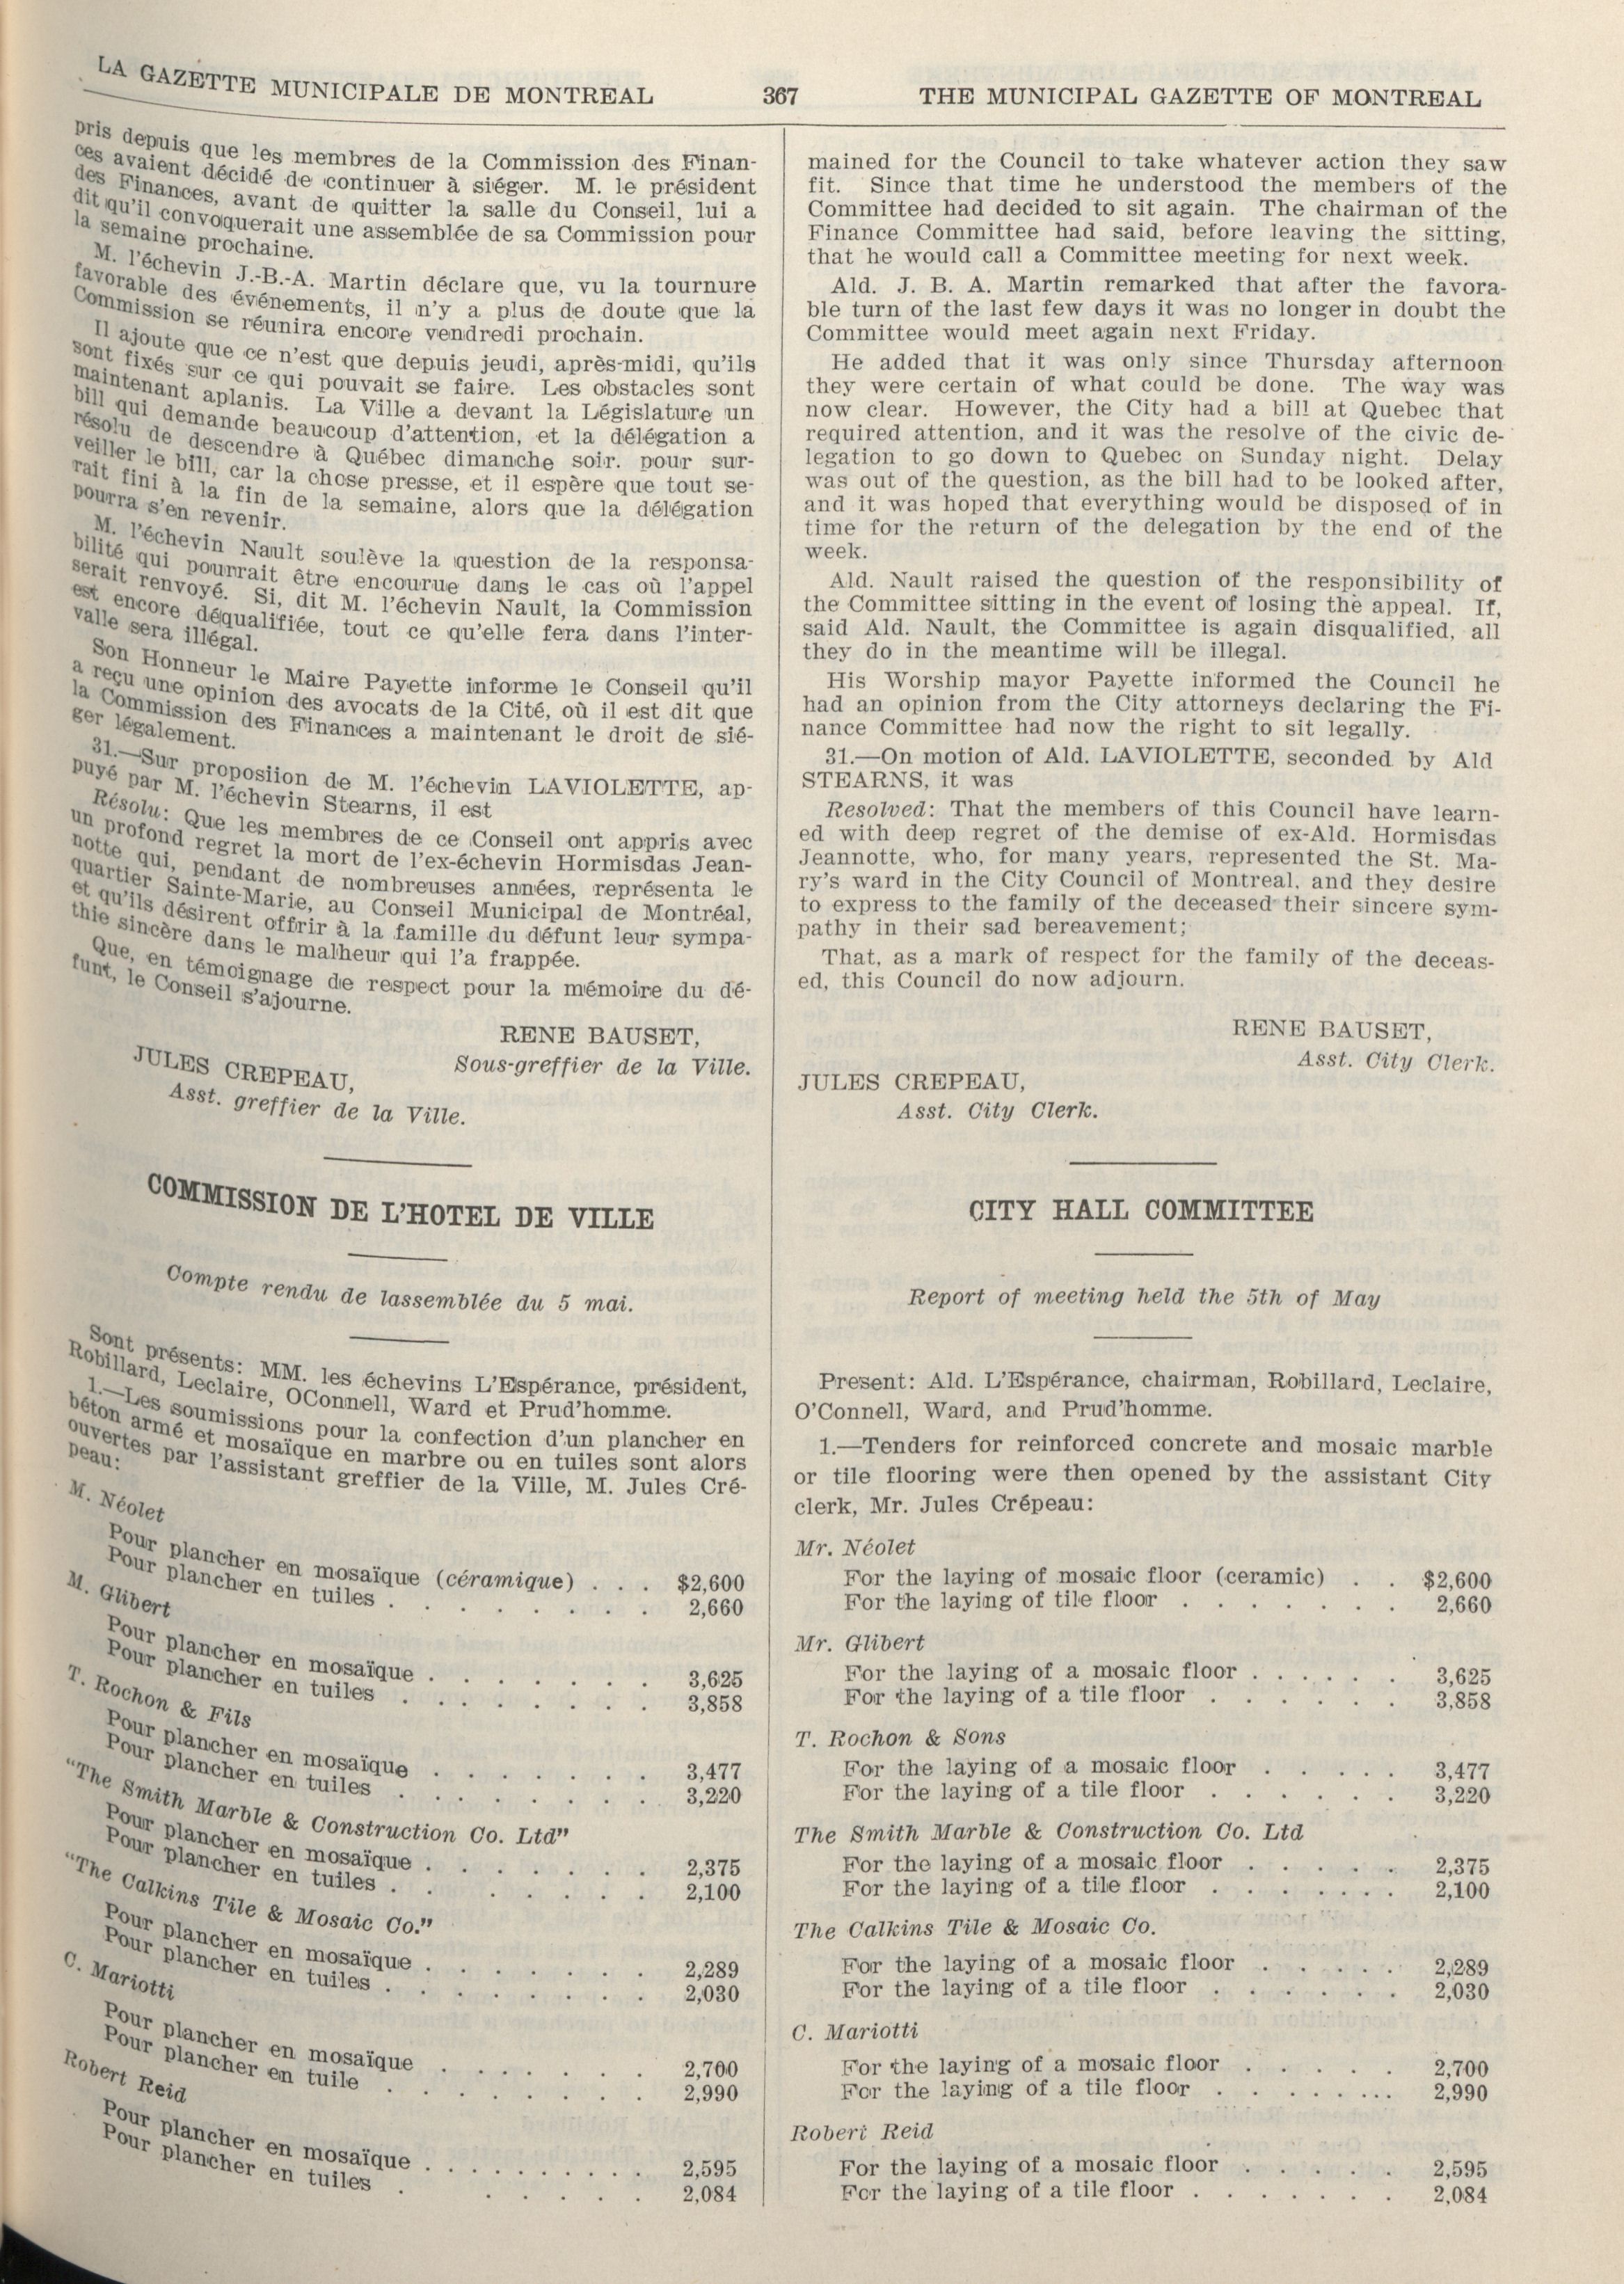 LA GAZETTE MUNICIPALE DE MONTREAL
367
THE MUNICIPAL GAZETTE OF MONTREAL
pris depuis que les membres de la Commission des Finan-
ces avaient décidé de continuer à siéger. M. le président
des Finances, avant de quitter la salle du Conseil, lui a
dit qu'il convoquerait une assemblée de sa Commission pour
la semaine prochaine.
M. l'échevin J.-B.-A. Martin déclare que, vu la tournure
favorable des événements, il n'y a plus de doute que la
Commission se réunira encore vendredi prochain.
Il ajoute que ce n'est que depuis jeudi, après-midi, qu'ils
sont fixés sur ce qui pouvait se faire. Les obstacles sont
maintenant aplanis. La Ville a devant la Législature un
bill qui demande beaucoup d'attention, et la délégation a
résolu de descendre à Québec dimanche soir. pour sur-
veiller le bill, car la chose presse, et il espère que tout se-
rait fini à la fin de la semaine, alors que la délégation
pourra s'en revenir.
M. l'échevin Nault soulève la question de la responsa-
bilité qui pourrait être encourue dans le cas où l'appel
serait renvoyé. Si, dit M. l'échevin Nault, la Commission
est encore déqualifiée, tout ce qu'elle fera dans l'inter-
valle sera illégal.
Son Honneur le Maire Payette informe le Conseil qu'il
a reçu une opinion des avocats de la Cité, où il est dit que
la Commission des Finances a maintenant le droit de sié-
ger légalement.
31.—Sur proposiion de M. l'échevin LAVIOLETTE, ap-
puyé par M. l'échevin Stearns, il est
Résolu: Que les membres de ce Conseil ont appris avec
un profond regret la mort de l'ex-échevin Hormisdas Jean-
notte qui, pendant de nombreuses années, représenta le
quartier Sainte-Marie, au Conseil Municipal de Montréal,
et qu'ils désirent offrir à la famille du défunt leur sympa-
thie sincère dans le malheur qui l'a frappée.
Que, en témoignage de respect pour la mémoire du dé-
funt, le Conseil s'ajourne.
RENE BAUSET,
Sous-greffier de la Ville.
JULES CREPEAU,
Asst. greffier de la Ville.
COMMISSION DE L'HOTEL DE VILLE
Compte rendu de lassemblée du 5 mai.
Sont présents: MM. les échevins L'Espérance, président,
Robillard, Leclaire, OConnell, Ward et Prud'homme.
1.—Les soumissions pour la confection d'un plancher en
béton armé et mosaïque en marbre ou en tuiles sont alors
ouvertes par l'assistant greffier de la Ville, M. Jules Cré-
peau:
M. Néolet
Pour plancher en mosaïque (céramique) . . . $2,600
Pour plancher en tuiles . . . . . . . . 2,660
M. Glibert
Pour plancher en mosaïque . . . . . . . 3,625
Pour plancher en tuiles . . . . . . . . 3,858
T. Rochon & Fils
Pour plancher en mosaïque . . . . . . . 3,477
Pour plancher en tuiles . . . . . . . . 3,220
"The Smith Marble & Construction Co. Ltd"
Pour plancher en mosaïque . . . . . . . 2,375
Pour plancher en tuiles . . . . . . . 2,100
"The Calkins Tile & Mosaic Co."
Pour plancher en mosaïque . . . . . . . 2,289
Pour plancher en tuiles . . . . . . . . 2,030
C. Mariotti
Pour plancher en mosaïque . . . . . . . 2,700
Pour plancher en tuile . . . . . . . . 2,990
Robert Reid
Pour plancher en mosaïque . . . . . . . . . . 2,595
Pour plancher en tuiles . . . . . . 2,084
mained for the Council to take whatever action they saw
fit. Since that time he understood the members of the
Committee had decided to sit again. The chairman of the
Finance Committee had said, before leaving the sitting,
that he would call a Committee meeting for next week.
Ald. J. B. A. Martin remarked that after the favora-
ble turn of the last few days it was no longer in doubt the
Committee would meet again next Friday.
He added that it was only since Thursday afternoon
they were certain of what could be done. The way was
now clear. However, the City had a bill at Quebec that
required attention, and it was the resolve of the civic de-
legation to go down to Quebec on Sunday night. Delay
was out of the question, as the bill had to be looked after,
and it was hoped that everything would be disposed of in
time for the return of the delegation by the end of the
week.
Ald. Nault raised the question of the responsibility of
the Committee sitting in the event of losing the appeal. If,
said Ald. Nault, the Committee is again disqualified, all
they do in the meantime will be illegal.
His Worship mayor Payette informed the Council he
had an opinion from the City attorneys declaring the Fi-
nance Committee had now the right to sit legally.
31.—On motion of Ald. LAVIOLETTE, seconded by Ald
STEARNS, it was
Resolved: That the members of this Council have learn-
ed with deep regret of the demise of ex-Ald. Hormisdas
Jeannotte, who, for many years, represented the St. Ma-
ry's ward in the City Council of Montreal. and they desire
to express to the family of the deceased their sincere sym-
pathy in their sad bereavement;
That, as a mark of respect for the family of the deceas-
ed, this Council do now adjourn.
RENE BAUSET,
Asst. City Clerk.
JULES CREPEAU,
Asst. City Clerk.
CITY HALL COMMITTEE
Report of meeting held the 5th of May
Present: Ald. L'Espérance, chairman, Robillard, Leclaire,
O'Connell, Ward, and Prud'homme.
1.—Tenders for reinforced concrete and mosaic marble
or tile flooring were then opened by the assistant City
clerk, Mr. Jules Crépeau:
Mr. Néolet
For the laying of mosaic floor (ceramic) . . $2,600
For the laying of tile floor . . . . . . . 2,660
Mr. Glibert
For the laying of a mosaic floor . . . . . . 3,625
For the laying of a tile floor . . . . . . 3,858
T. Rochon & Sons
For the laying of a mosaic floor . . . . . 3,477
For the laying of a tile floor . . . . . . 3,220
The Smith Marble & Construction Co. Ltd
For the laying of a mosaic floor . . . . . 2,375
For the laying of a tile floor . . . . . . . 2,100
The Calkins Tile & Mosaic Co.
For the laying of a mosaic floor . . . . . 2,289
For the laying of a tile floor . . . . . . 2,030
C. Mariotti
For the laying of a mosaic floor . . . . . 2,700
For the laying of a tile floor . . . . . ... 2,990
Robert Reid
For the laying of a mosaic floor . . . . . 2,595
For the laying of a tile floor . . . . . . . 2,084